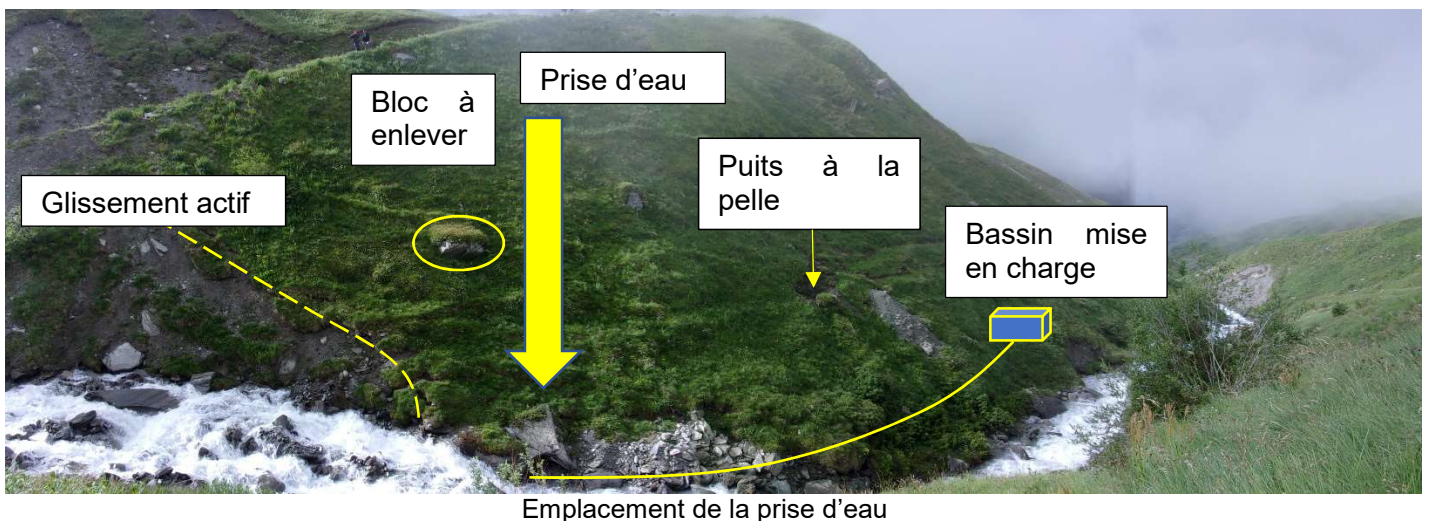 Prise d’eau
Bloc à
enlever
Puits à la
pelle
Glissement actif
Bassin mise
en charge
Emplacement de la prise d’eau